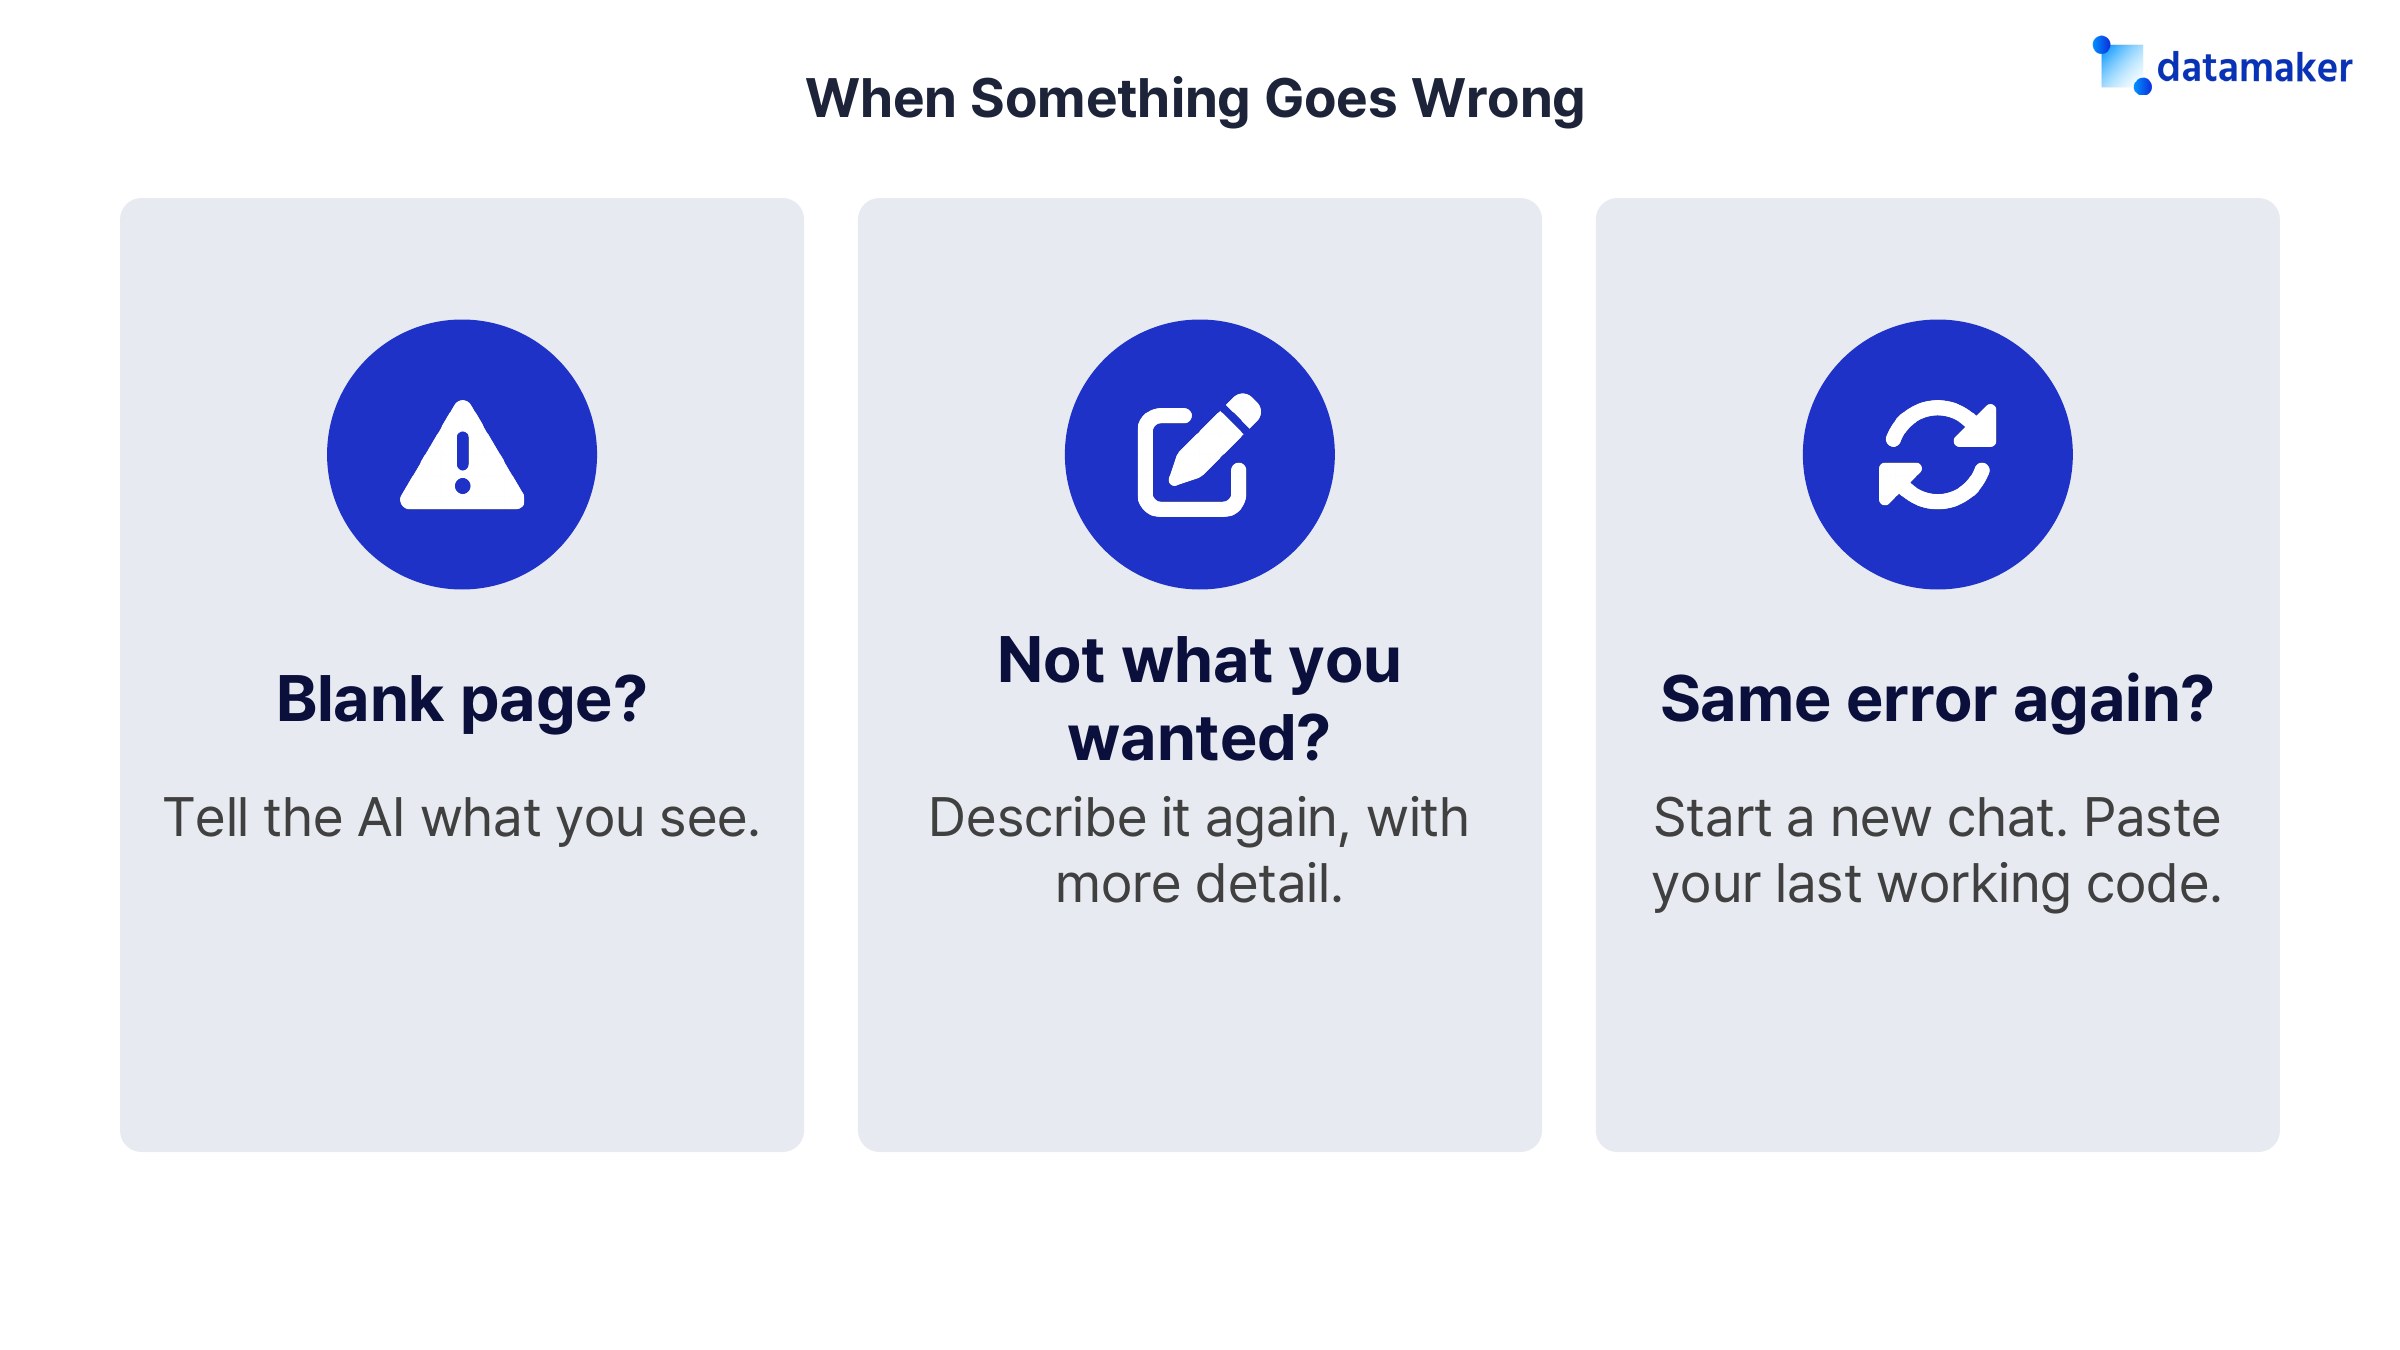 datamaker
When Something Goes Wrong
Blank page?
Tell the AI what you see.
Not what you
wanted?
Describe it again, with
more detail.
Same error again?
Start a new chat. Paste
your last working code.